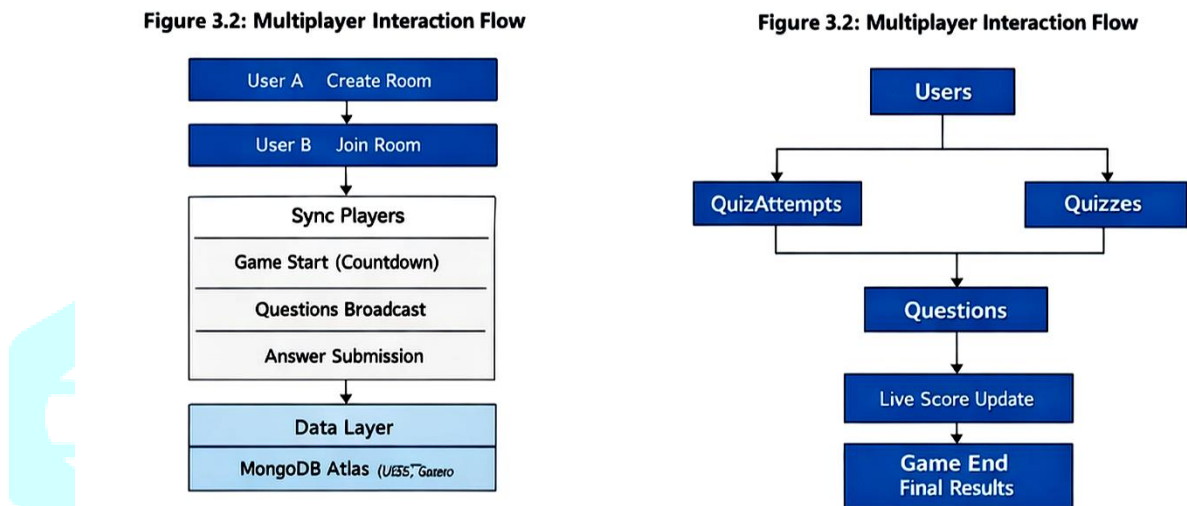 Figure 3.2: Multiplayer Interaction Flow
User A Create Room
User B Join Room
Sync Players
Game Start (Countdown)
Questions Broadcast
Answer Submission
Data Layer
MongoDB Atlas
Figure 3.2: Multiplayer Interaction Flow
Users
QuizAttempts
Quizzes
Questions
Live Score Update
Game End
Final Results